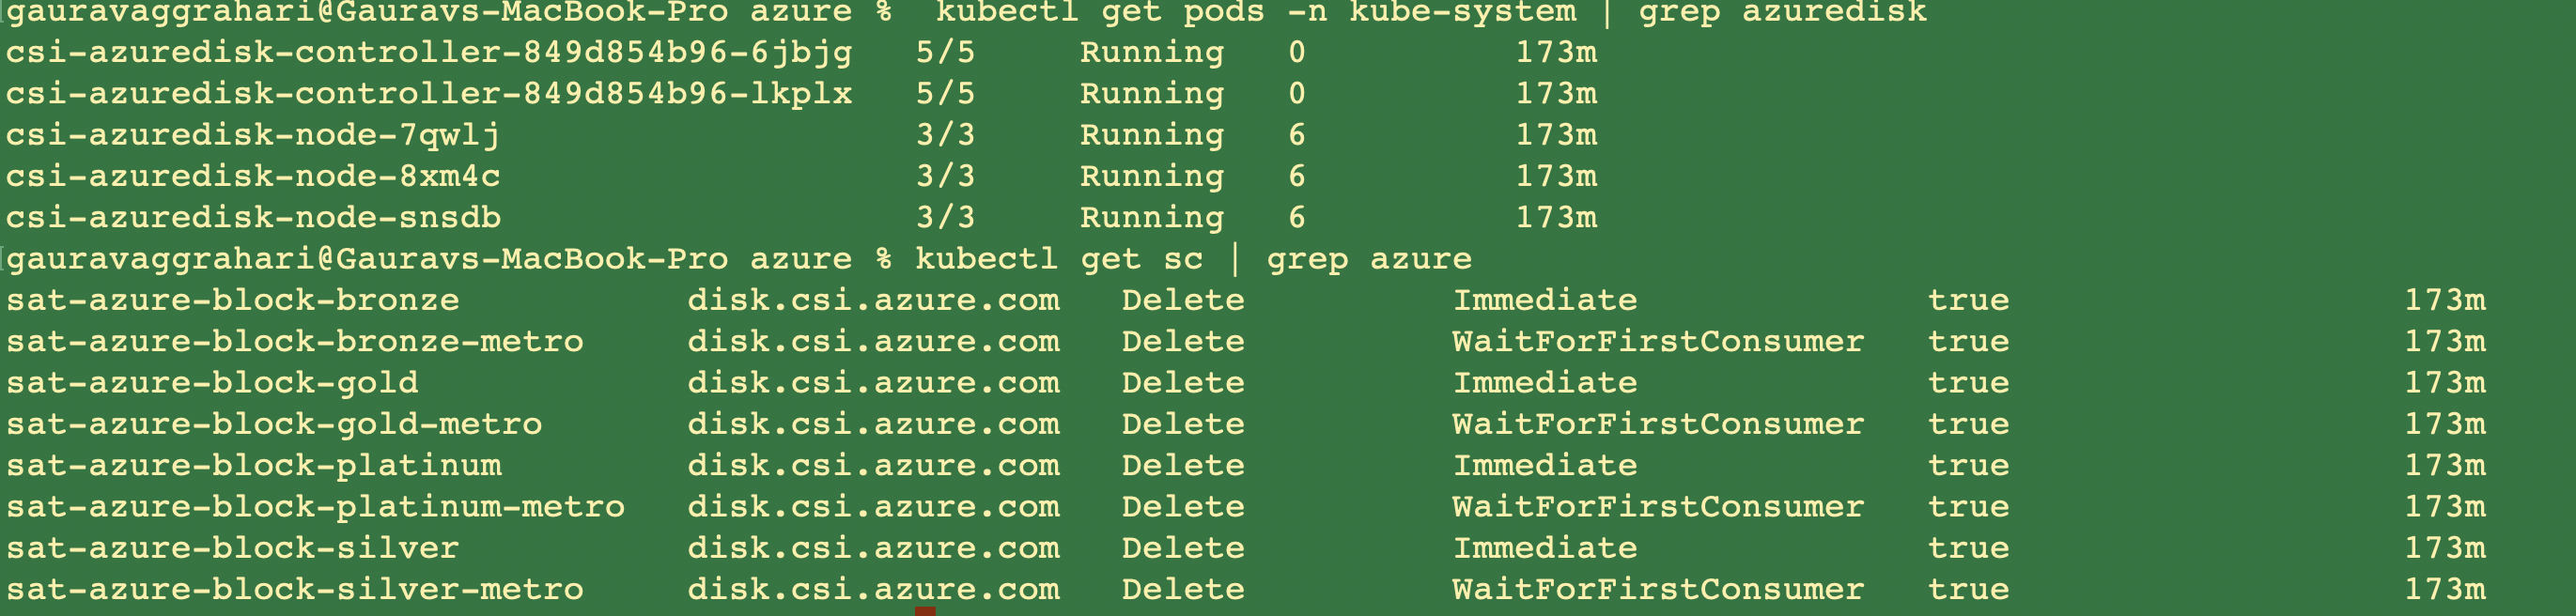 gauravaggrahari@Gauravs-MacBook-Pro azure %  kubectl get pods -n kube-system | grep azuredisk
csi-azuredisk-controller-849d854b96-6jbjg   5/5     Running   0          173m
csi-azuredisk-controller-849d854b96-lkplx   5/5     Running   0          173m
csi-azuredisk-node-7qwlj                    3/3     Running   6          173m
csi-azuredisk-node-8xm4c                    3/3     Running   6          173m
csi-azuredisk-node-snsdb                    3/3     Running   6          173m
gauravaggrahari@Gauravs-MacBook-Pro azure % kubectl get sc | grep azure
sat-azure-block-bronze           disk.csi.azure.com   Delete          Immediate              true                   173m
sat-azure-block-bronze-metro     disk.csi.azure.com   Delete          WaitForFirstConsumer   true                   173m
sat-azure-block-gold             disk.csi.azure.com   Delete          Immediate              true                   173m
sat-azure-block-gold-metro       disk.csi.azure.com   Delete          WaitForFirstConsumer   true                   173m
sat-azure-block-platinum         disk.csi.azure.com   Delete          Immediate              true                   173m
sat-azure-block-platinum-metro   disk.csi.azure.com   Delete          WaitForFirstConsumer   true                   173m
sat-azure-block-silver           disk.csi.azure.com   Delete          Immediate              true                   173m
sat-azure-block-silver-metro     disk.csi.azure.com   Delete          WaitForFirstConsumer   true                   173m